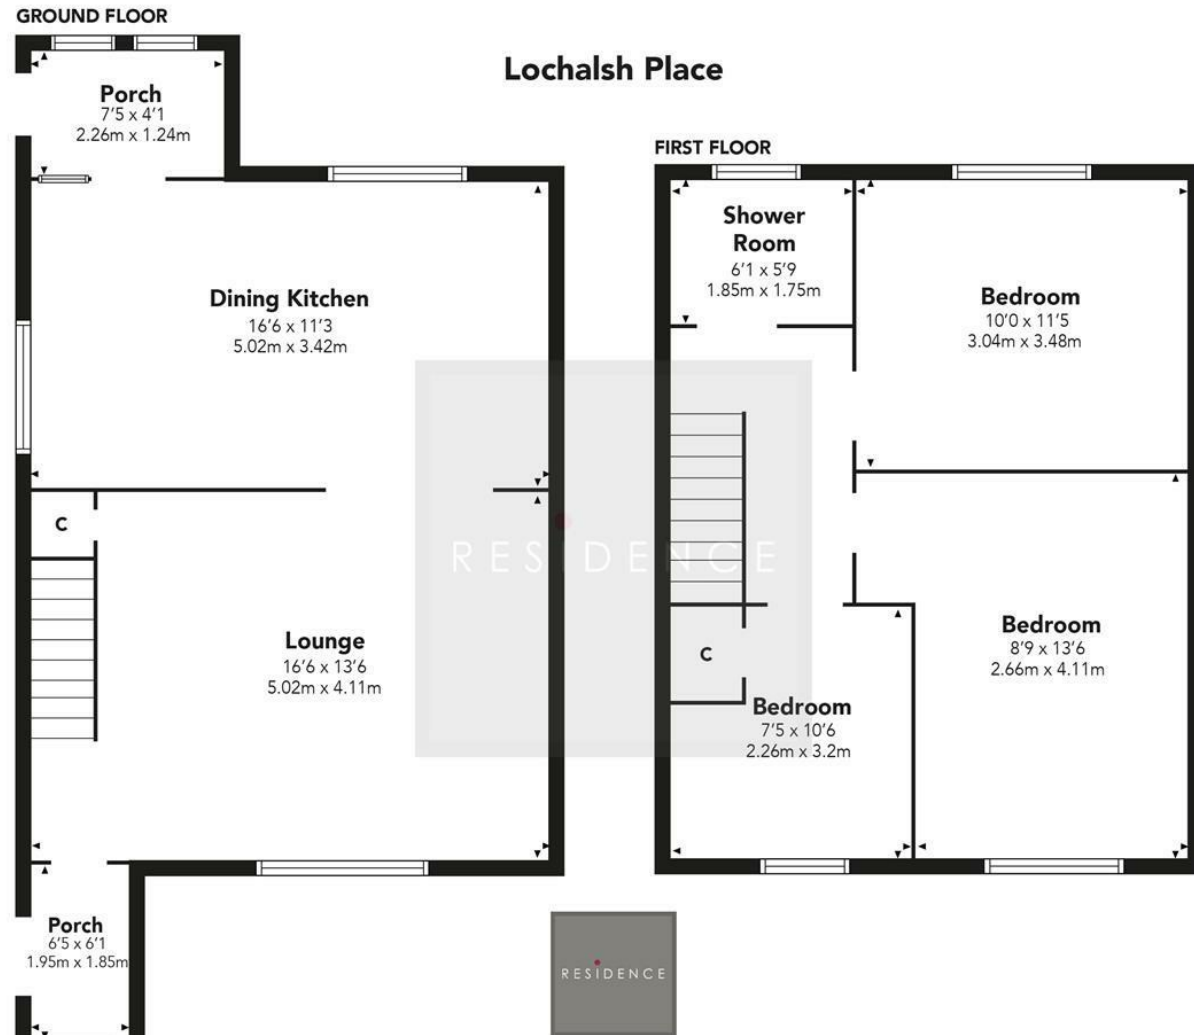 GROUND FLOOR
Lochalsh Place
Porch
7'5 x 4'1
2.26m x 1.24m
Dining Kitchen
16'6 x 11'3
5.02m x 3.42m
C
Lounge
16'6 x 13'6
5.02m x 4.11m
Porch
6'5 x 6'1
1.95m x 1.85m
FIRST FLOOR
Shower
Room
6'1 x 5'9
1.85m x 1.75m
Bedroom
10'0 x 11'5
3.04m x 3.48m
Bedroom
8'9 x 13'6
2.66m x 4.11m
C
Bedroom
7'5 x 10'6
2.26m x 3.2m
RESIDENCE
RESIDENCE